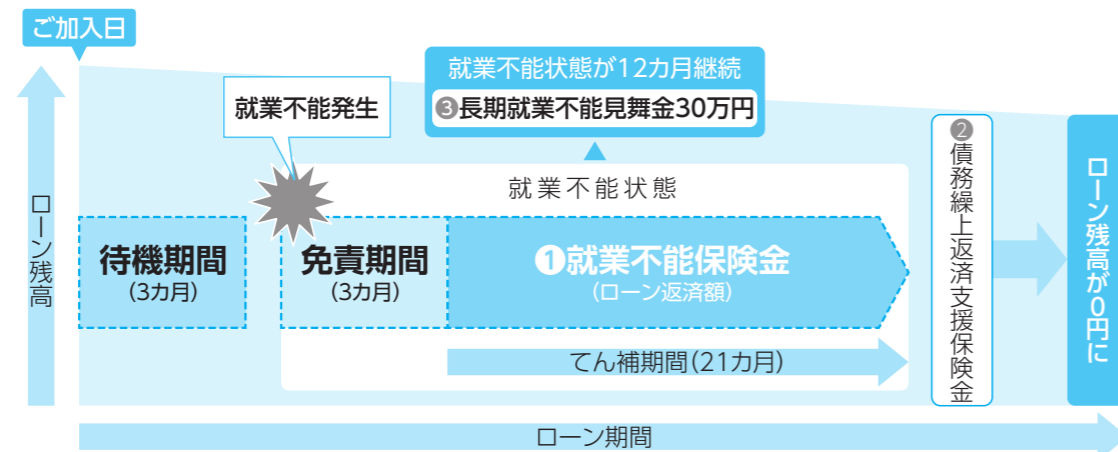 ご加入日
就業不能状態が12カ月継続
❸長期就業不能見舞金30万円
就業不能発生
就業不能状態
ローン残高
待機期間
(3カ月)
免責期間
(3カ月)
❶就業不能保険金
(ローン返済額)
てん補期間(21カ月)
❷債務繰上返済支援保険金
ローン残高が0円に
ローン期間